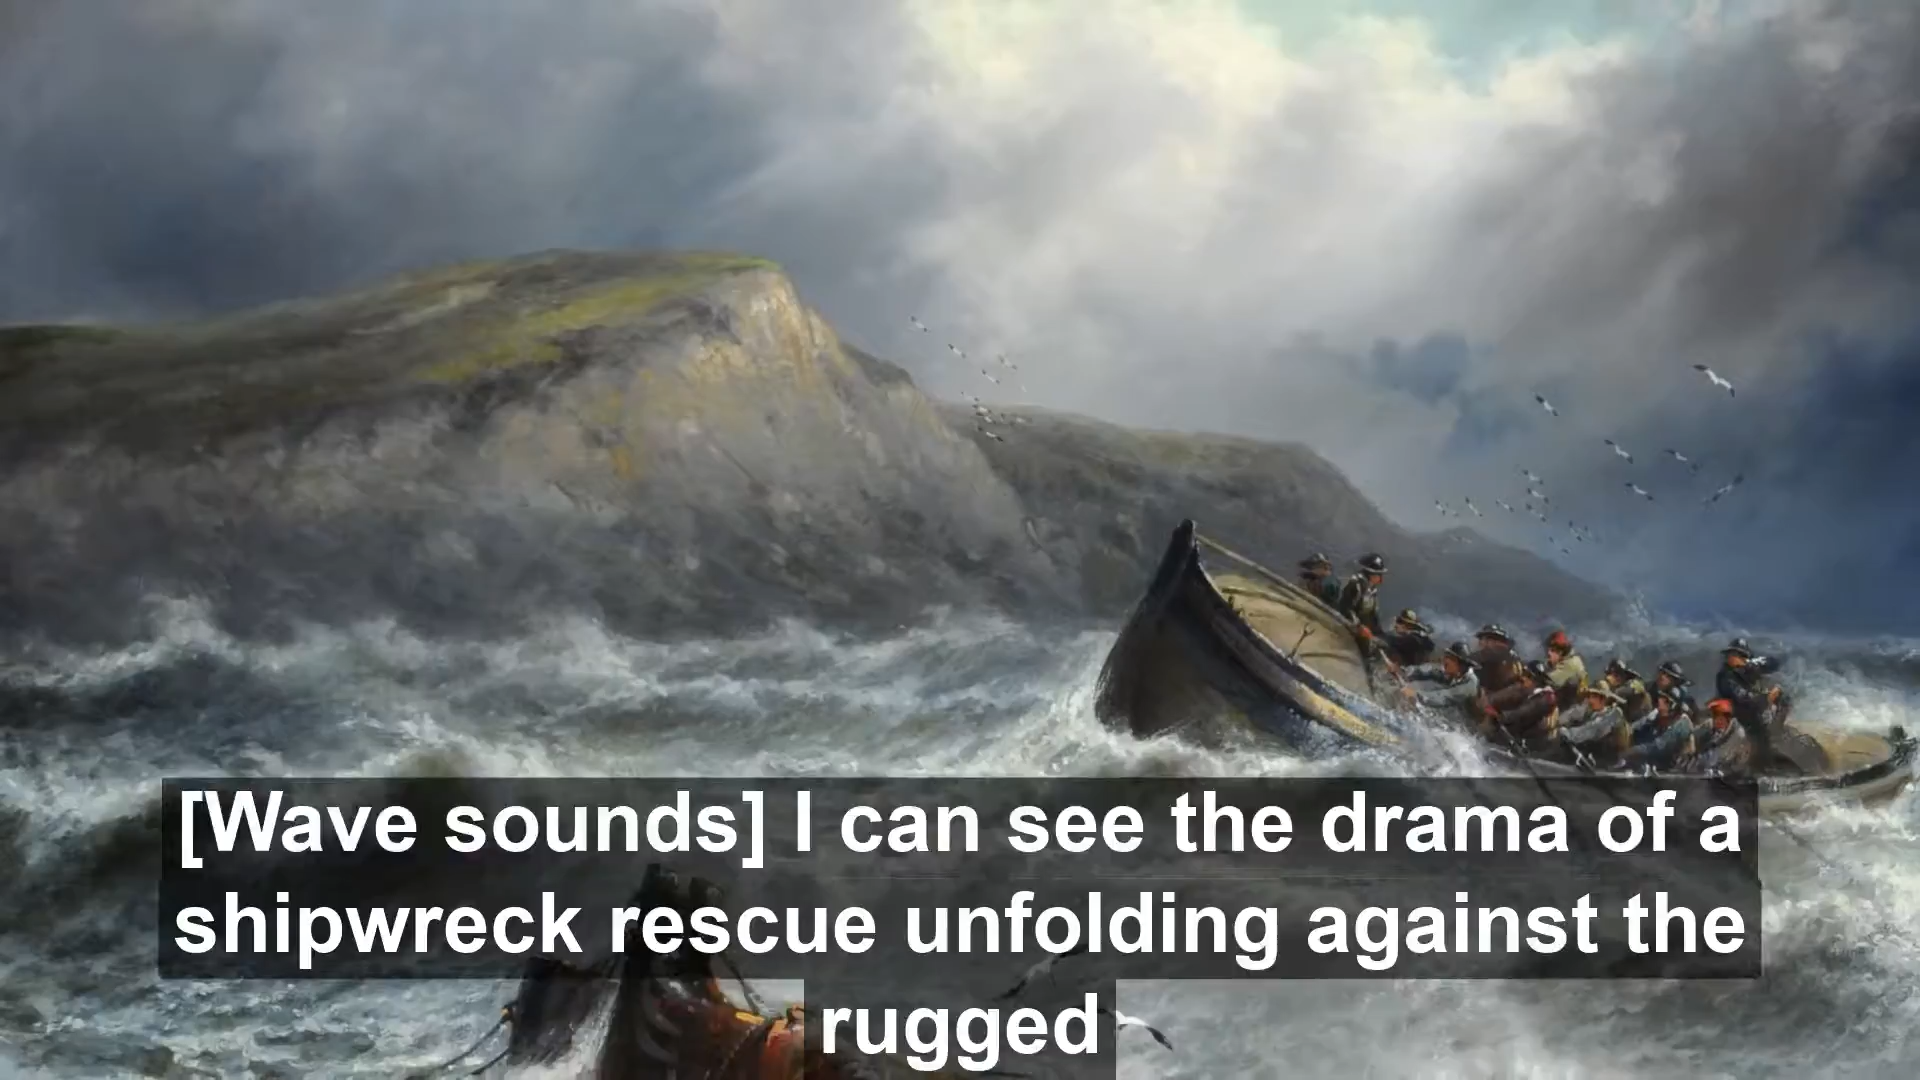 [Wave sounds] I can see the drama of a
shipwreck rescue unfolding against the
rugged